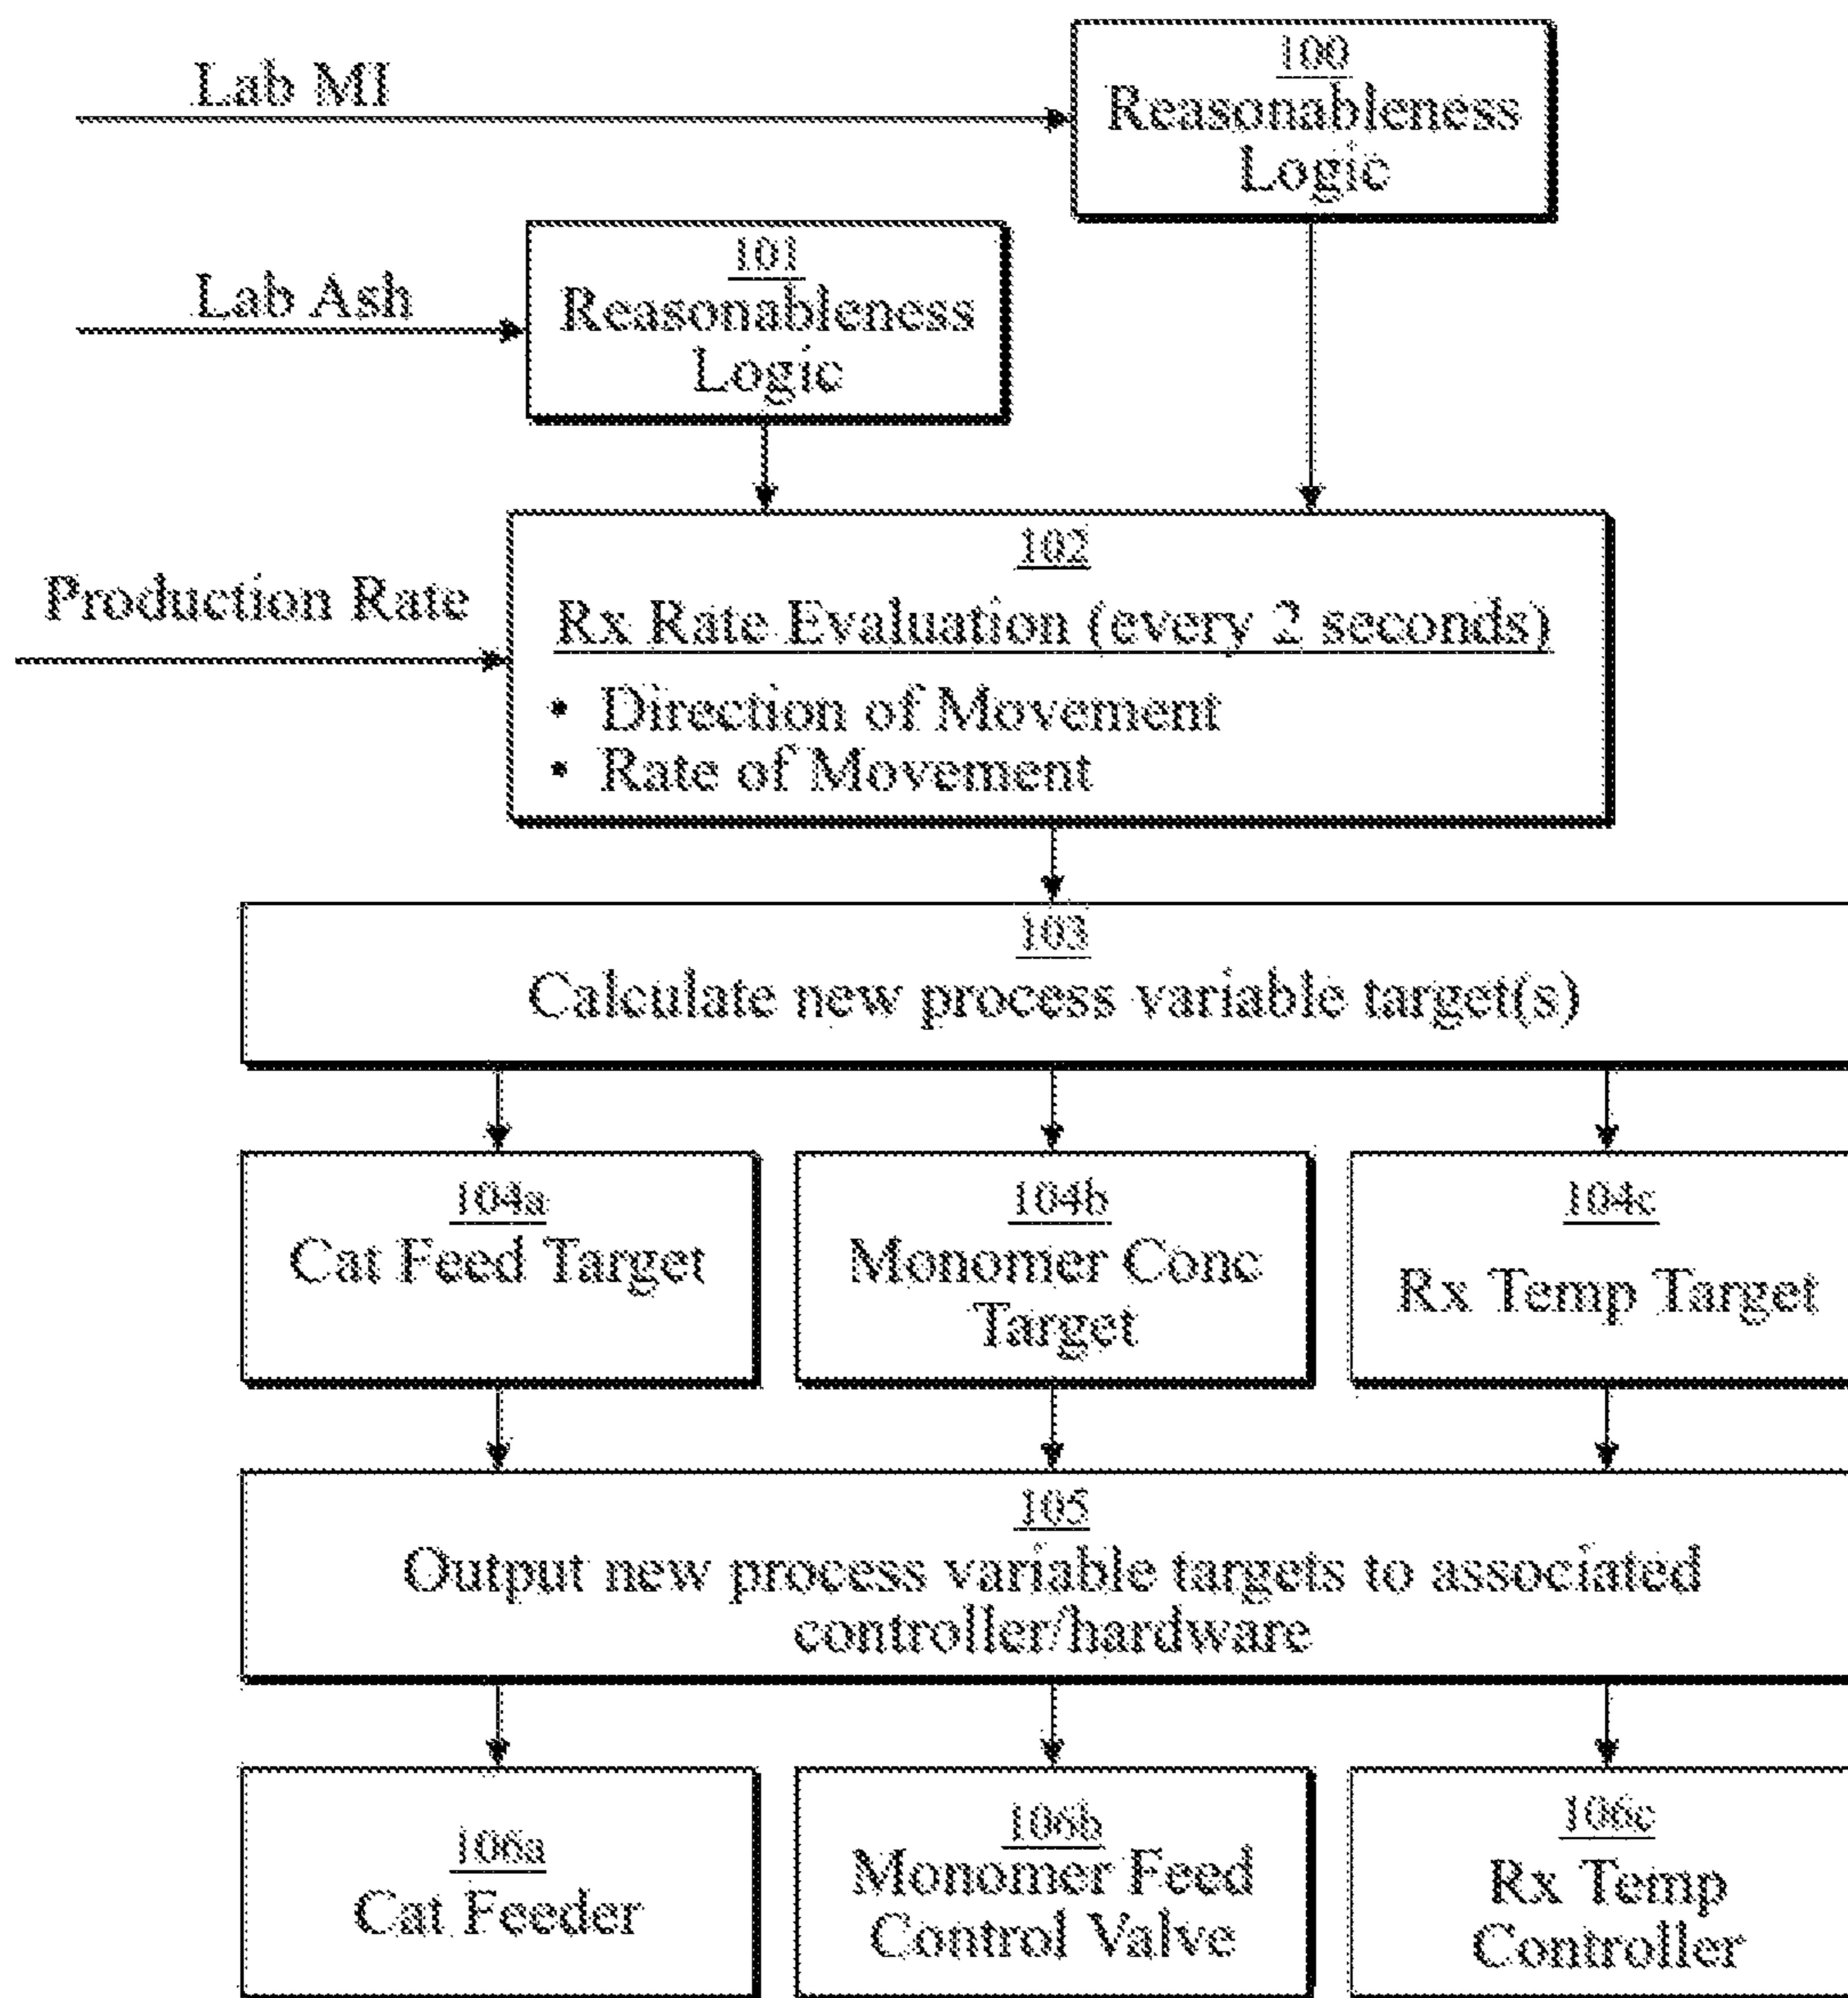 Lab MI
100
Reasonableness
Logic
Lab Ash
101
Reasonableness
Logic
Production Rate
102
Rx Rate Evaluation (every 2 seconds)
• Direction of Movement
• Rate of Movement
103
Calculate new process variable target(s)
104a
Cat Feed Target
104b
Monomer Conc
Target
104c
Rx Temp Target
105
Output new process variable targets to associated
controller/hardware
106a
Cat Feeder
106b
Monomer Feed
Control Valve
106c
Rx Temp
Controller